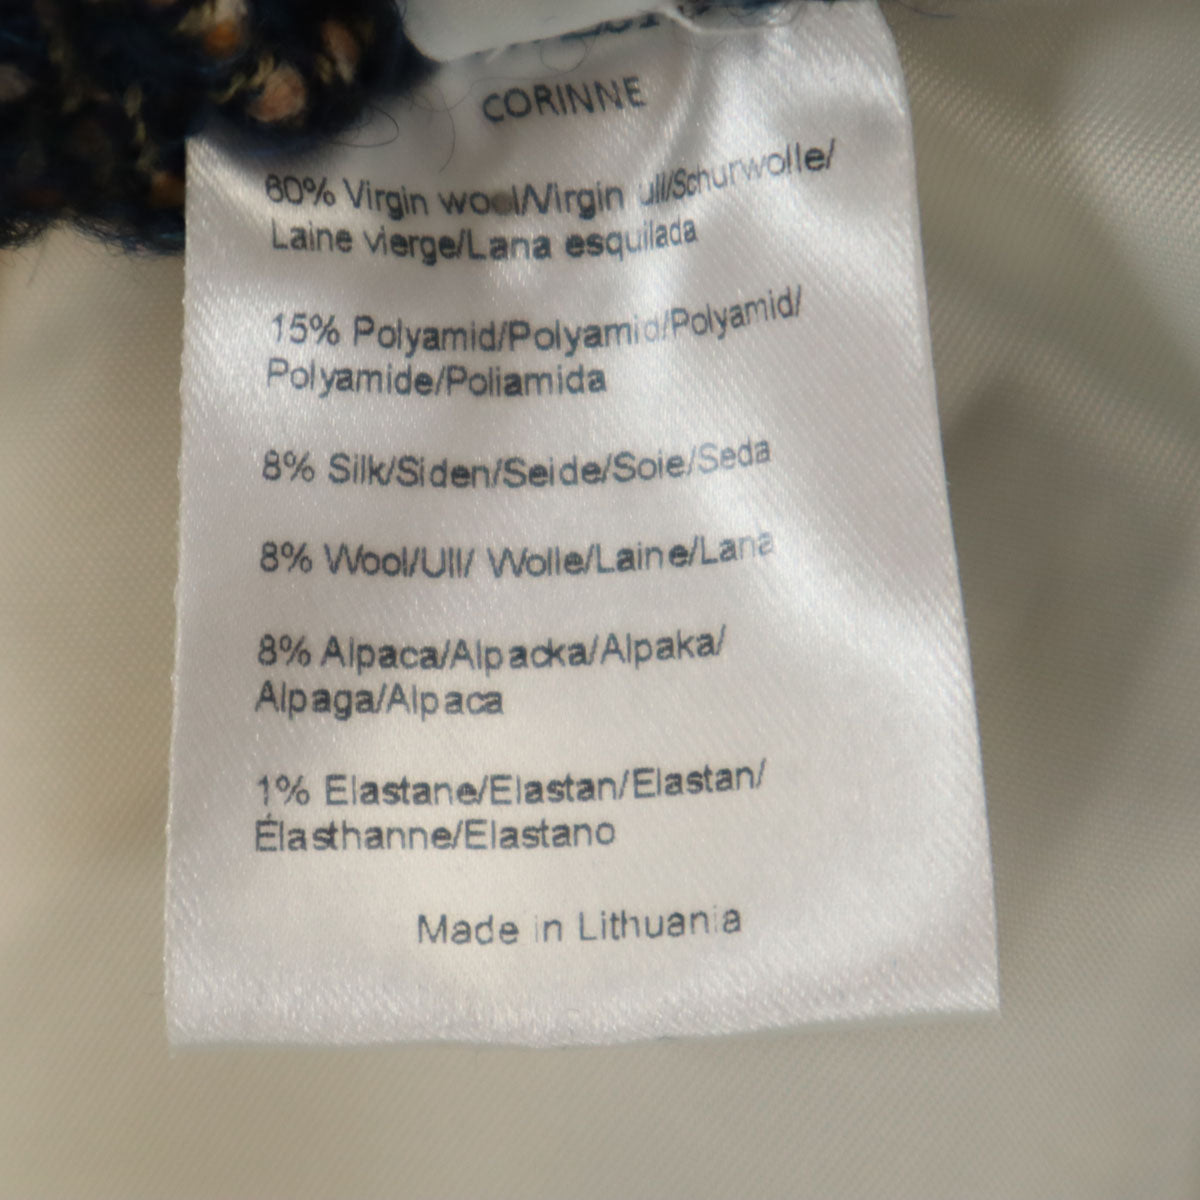 CORINNE
60% Virgin wool/Virgin ull/Schurwolle/
Laine vierge/Lana esquilada
15% Polyamid/Polyamid/Polyamid/
Polyamide/Poliamida
8% Silk/Siden/Seide/Soie/Seda
8% Wool/Ull/ Wolle/Laine/Lana
8% Alpaca/Alpacka/Alpaka/
Alpaga/Alpaca
1% Elastane/Elastan/Elastan/
Élasthanne/Elastano
Made in Lithuania